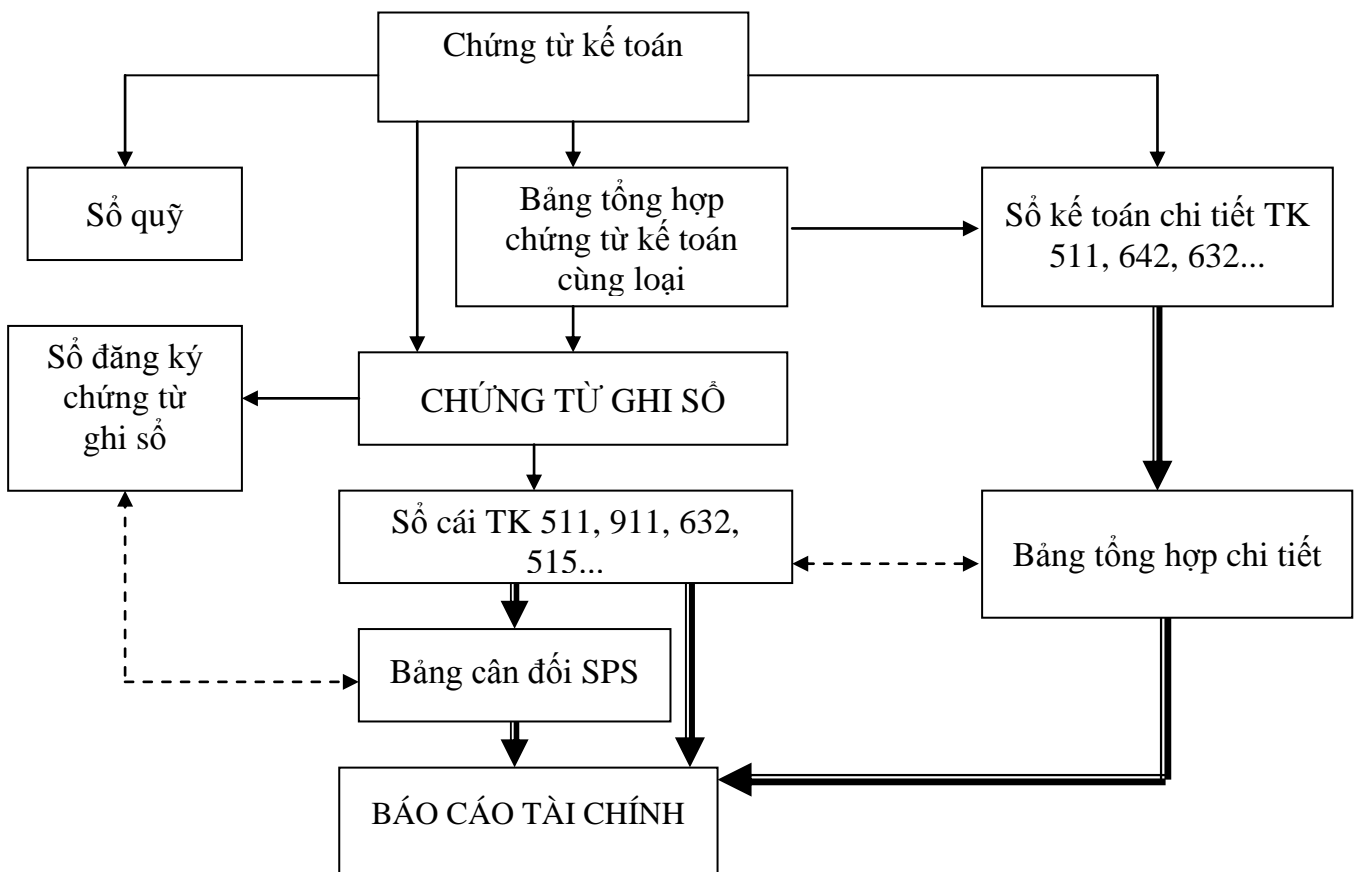 Chứng từ kế toán
Sổ quỹ
Bảng tổng hợp
chứng từ kế toán
cùng loại
Sổ kế toán chi tiết TK
511, 642, 632...
Sổ đăng ký
chứng từ
ghi sổ
CHỨNG TỪ GHI SỔ
Sổ cái TK 511, 911, 632,
515...
Bảng tổng hợp chi tiết
Bảng cân đối SPS
BÁO CÁO TÀI CHÍNH